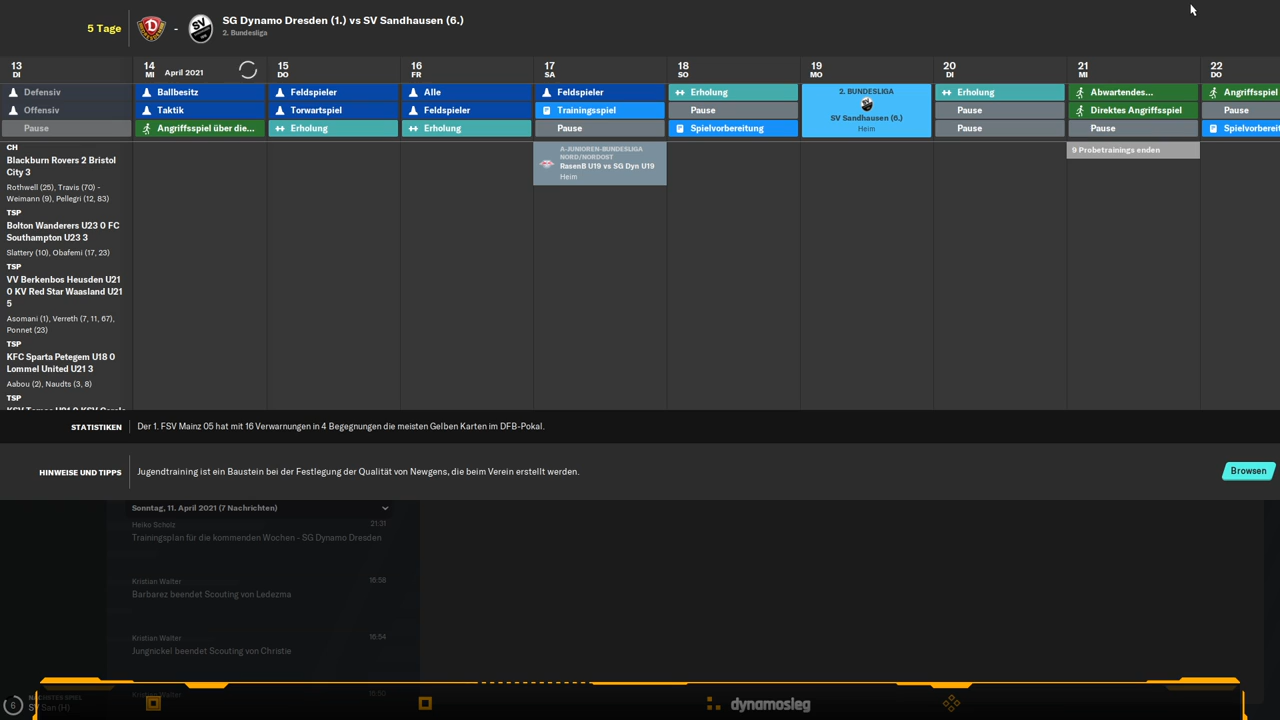 5 Tage
-
SG Dynamo Dresden (1.) vs SV Sandhausen (6.)
2. Bundesliga
13
DI
14
MI
April 2021
15
DO
16
FR
17
SA
18
SO
19
MO
20
DI
21
MI
22
DO
Defensiv
Offensiv
Pause
Ballbesitz
Taktik
Angriffsspiel über die...
Feldspieler
Torwartspiel
Erholung
Alle
Feldspieler
Erholung
Feldspieler
Trainingsspiel
Pause
Erholung
Pause
Spielvorbereitung
2. BUNDESLIGA
SV Sandhausen (6.)
Heim
Erholung
Pause
Pause
Abwartendes...
Direktes Angriffsspiel
Pause
Angriffsspiel
Pause
Spielvorbereit
CH
Blackburn Rovers 2 Bristol
City 3
Rothwell (25), Travis (70) -
Weimann (9), Pellegri (12, 83)
TSP
Bolton Wanderers U23 0 FC
Southampton U23 3
Slattery (10), Obafemi (17, 23)
TSP
VV Berkenbos Heusden U21
0 KV Red Star Waasland U21
5
Asomani (1), Verreth (7, 11, 67),
Ponnet (23)
TSP
KFC Sparta Petegem U18 0
Lommel United U21 3
Aabou (2), Naudts (3, 8)
TSP
A-JUNIOREN-BUNDESLIGA
NORD/NORDOST
RasenB U19 vs SG Dyn U19
Heim
9 Probetrainings enden
STATISTIKEN
Der 1. FSV Mainz 05 hat mit 16 Verwarnungen in 4 Begegnungen die meisten Gelben Karten im DFB-Pokal.
HINWEISE UND TIPPS
Jugendtraining ist ein Baustein bei der Festlegung der Qualität von Newgens, die beim Verein erstellt werden.
Browsen
Sonntag, 11. April 2021 (7 Nachrichten)
Heiko Scholz
21:31
Trainingsplan für die kommenden Wochen - SG Dynamo Dresden
Kristian Walter
16:58
Barbarez beendet Scouting von Ledezma
Kristian Walter
16:54
Jungnickel beendet Scouting von Christie
Kristian Walter
16:50
6
NÄCHSTES SPIEL
SV San (H)
dynamosleg